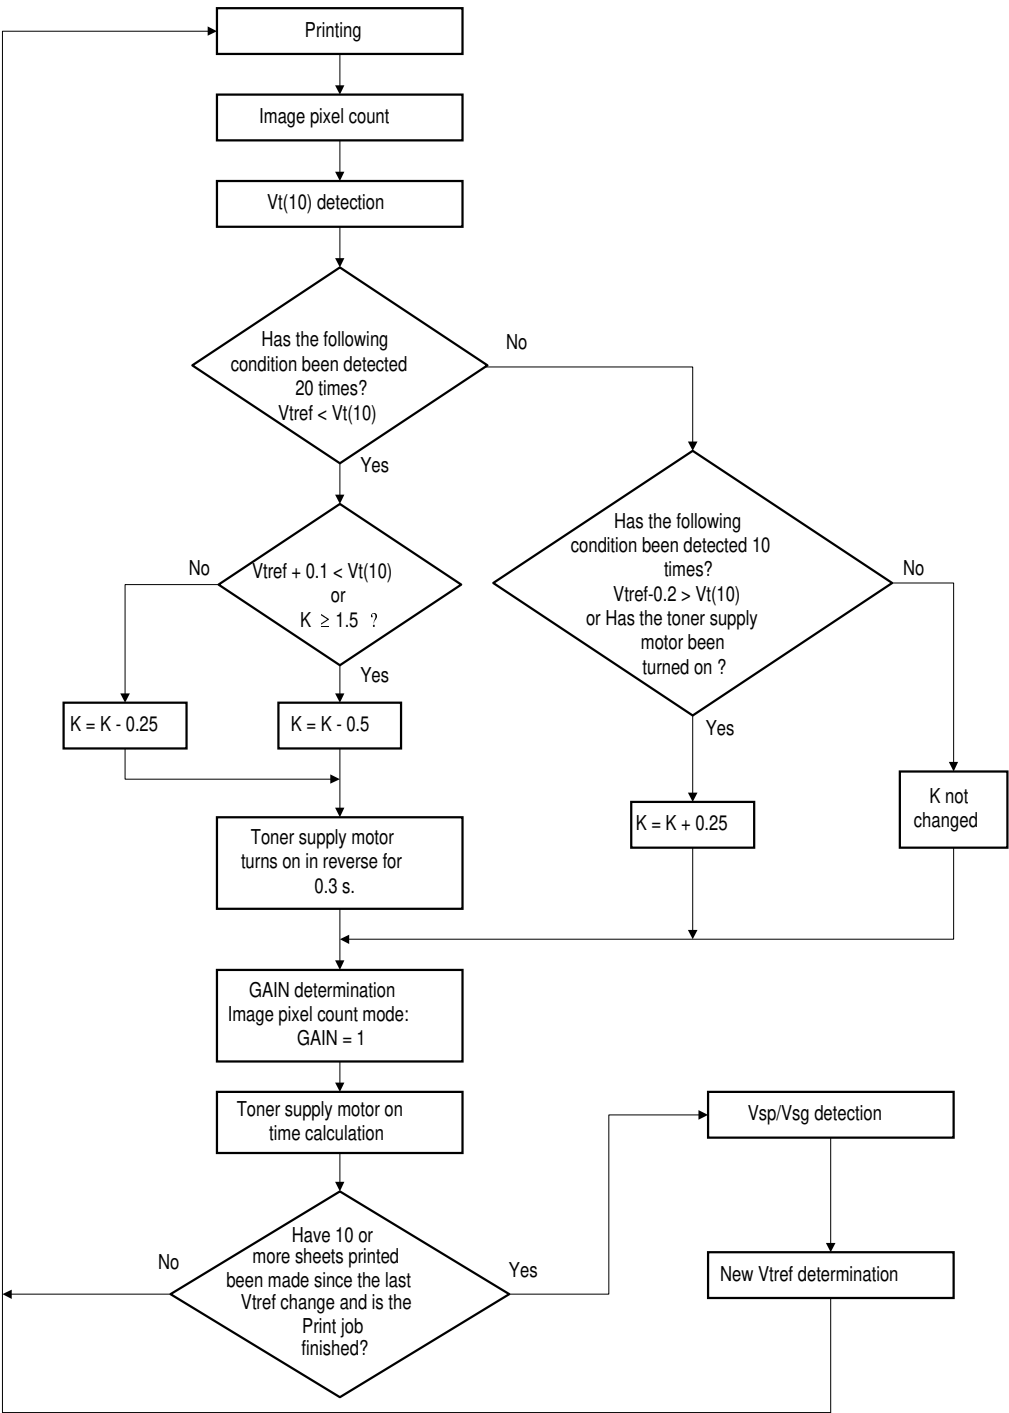 Printing
Image pixel count
Vt(10) detection
Has the following
condition been detected
20 times?
Vtref < Vt(10)
No
Yes
Has the following
condition been detected 10
times?
Vtref-0.2 > Vt(10)
or Has the toner supply
motor been
turned on ?
No
Yes
Vtref + 0.1 < Vt(10)
or
K ≥ 1.5 ?
No
Yes
K = K - 0.25
K = K - 0.5
K = K + 0.25
K not
changed
Toner supply motor
turns on in reverse for
0.3 s.
GAIN determination
Image pixel count mode:
GAIN = 1
Toner supply motor on
time calculation
Have 10 or
more sheets printed
been made since the last
Vtref change and is the
Print job
finished?
No
Yes
Vsp/Vsg detection
New Vtref determination